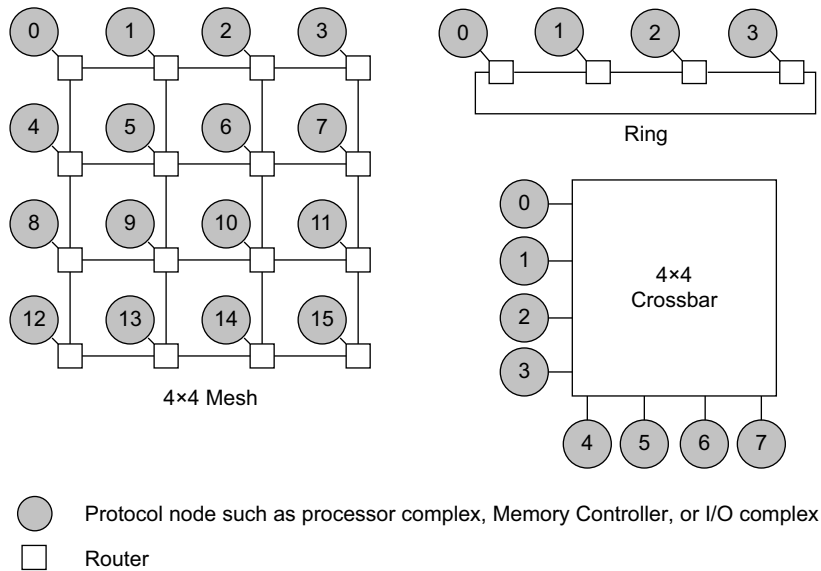 0 1 2 3
4 5 6 7
8 9 10 11
12 13 14 15
4×4 Mesh
0 1 2 3
Ring
0
1
2
3
4×4
Crossbar
4 5 6 7
Protocol node such as processor complex, Memory Controller, or I/O complex
Router